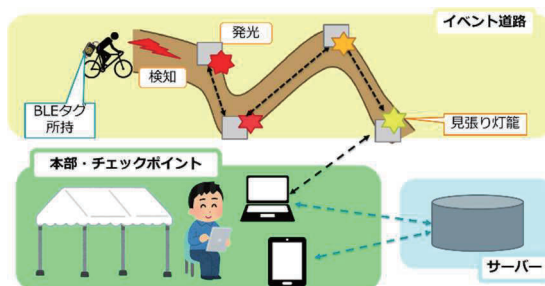 イベント道路
発光
検知
BLEタグ
所持
見張り灯龍
本部・チェックポイント
サーバー